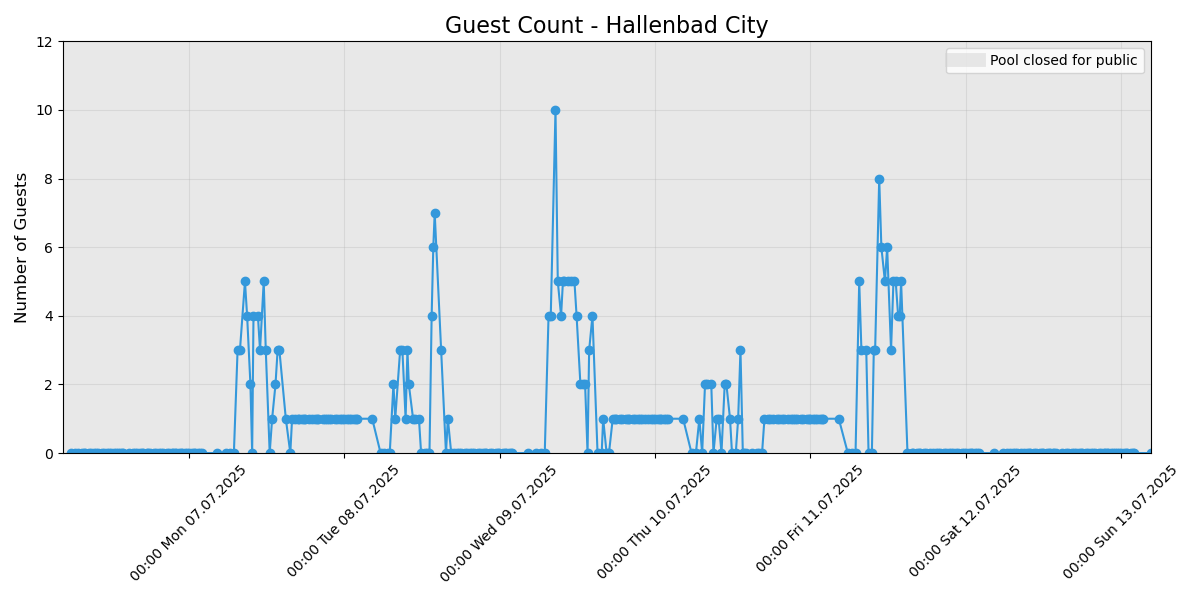 Guest Count - Hallenbad City
Pool closed for public
Number of Guests
12
10
8
6
4
2
0
00:00 Mon 07.07.2025
00:00 Tue 08.07.2025
00:00 Wed 09.07.2025
00:00 Thu 10.07.2025
00:00 Fri 11.07.2025
00:00 Sat 12.07.2025
00:00 Sun 13.07.2025